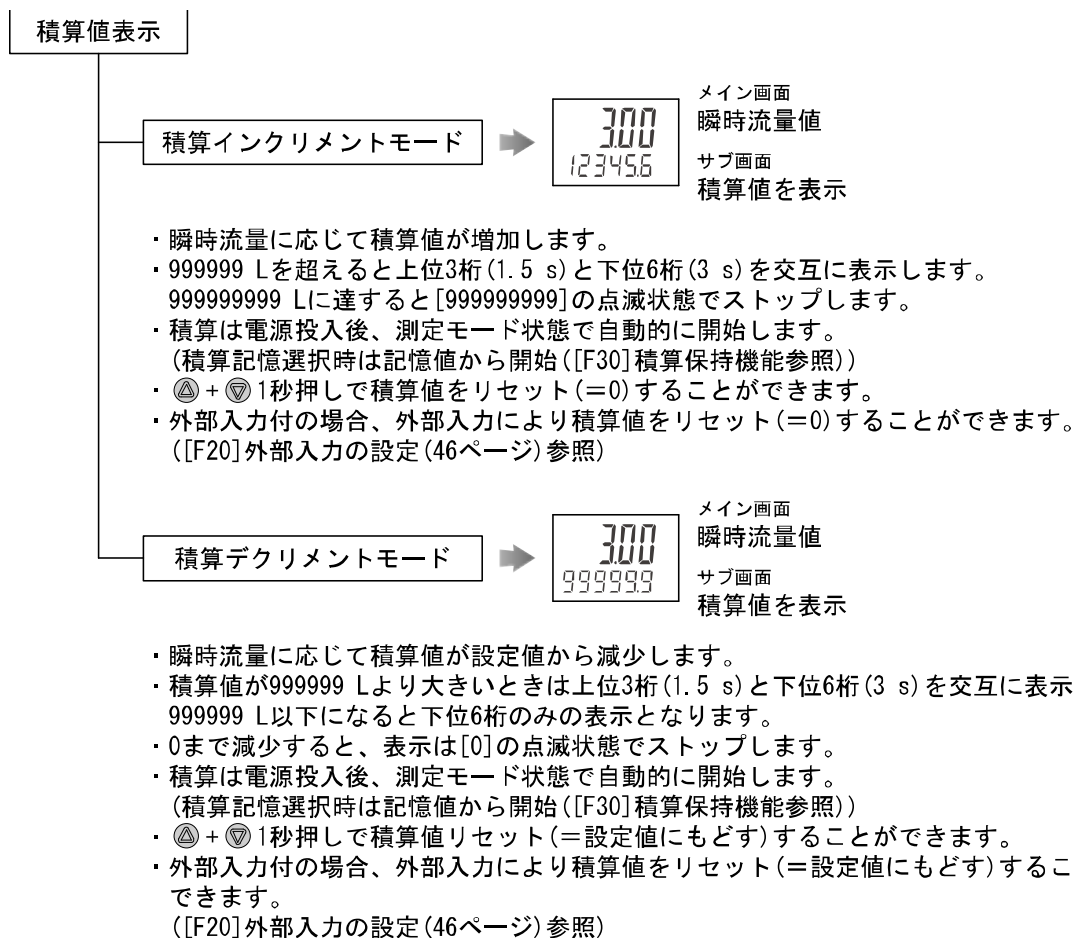 積算値表示
積算インクリメントモード
3.00
12345.6
メイン画面
瞬時流量値
サブ画面
積算値を表示
・瞬時流量に応じて積算値が増加します。
・999999 Lを超えると上位3桁(1.5 s)と下位6桁(3 s)を交互に表示します。
999999999 Lに達すると[999999999]の点滅状態でストップします。
・積算は電源投入後、測定モード状態で自動的に開始します。
(積算記憶選択時は記憶値から開始([F30]積算保持機能参照))
・△+▽1秒押しで積算値をリセット(=0)することができます。
・外部入力付の場合、外部入力により積算値をリセット(=0)することができます。
([F20]外部入力の設定(46ページ)参照)
積算デクリメントモード
3.00
99999.9
メイン画面
瞬時流量値
サブ画面
積算値を表示
・瞬時流量に応じて積算値が設定値から減少します。
・積算値が999999 Lより大きいときは上位3桁(1.5 s)と下位6桁(3 s)を交互に表示
999999 L以下になると下位6桁のみの表示となります。
・0まで減少すると、表示は[0]の点滅状態でストップします。
・積算は電源投入後、測定モード状態で自動的に開始します。
(積算記憶選択時は記憶値から開始([F30]積算保持機能参照))
・△+▽1秒押しで積算値リセット(=設定値にもどす)することができます。
・外部入力付の場合、外部入力により積算値をリセット(=設定値にもどす)するこ
できます。
([F20]外部入力の設定(46ページ)参照)